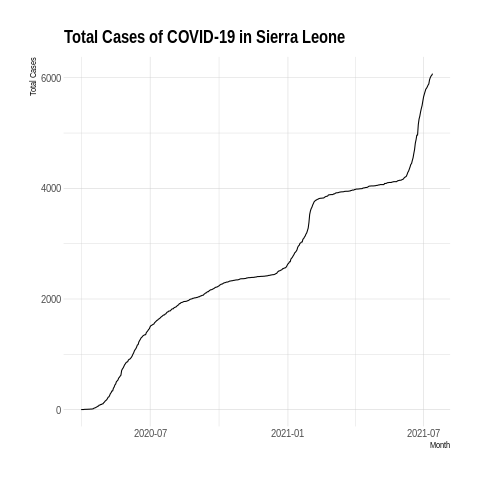 Total Cases of COVID-19 in Sierra Leone
Total Cases
6000
4000
2000
0
2020-07 2021-01 2021-07
Month